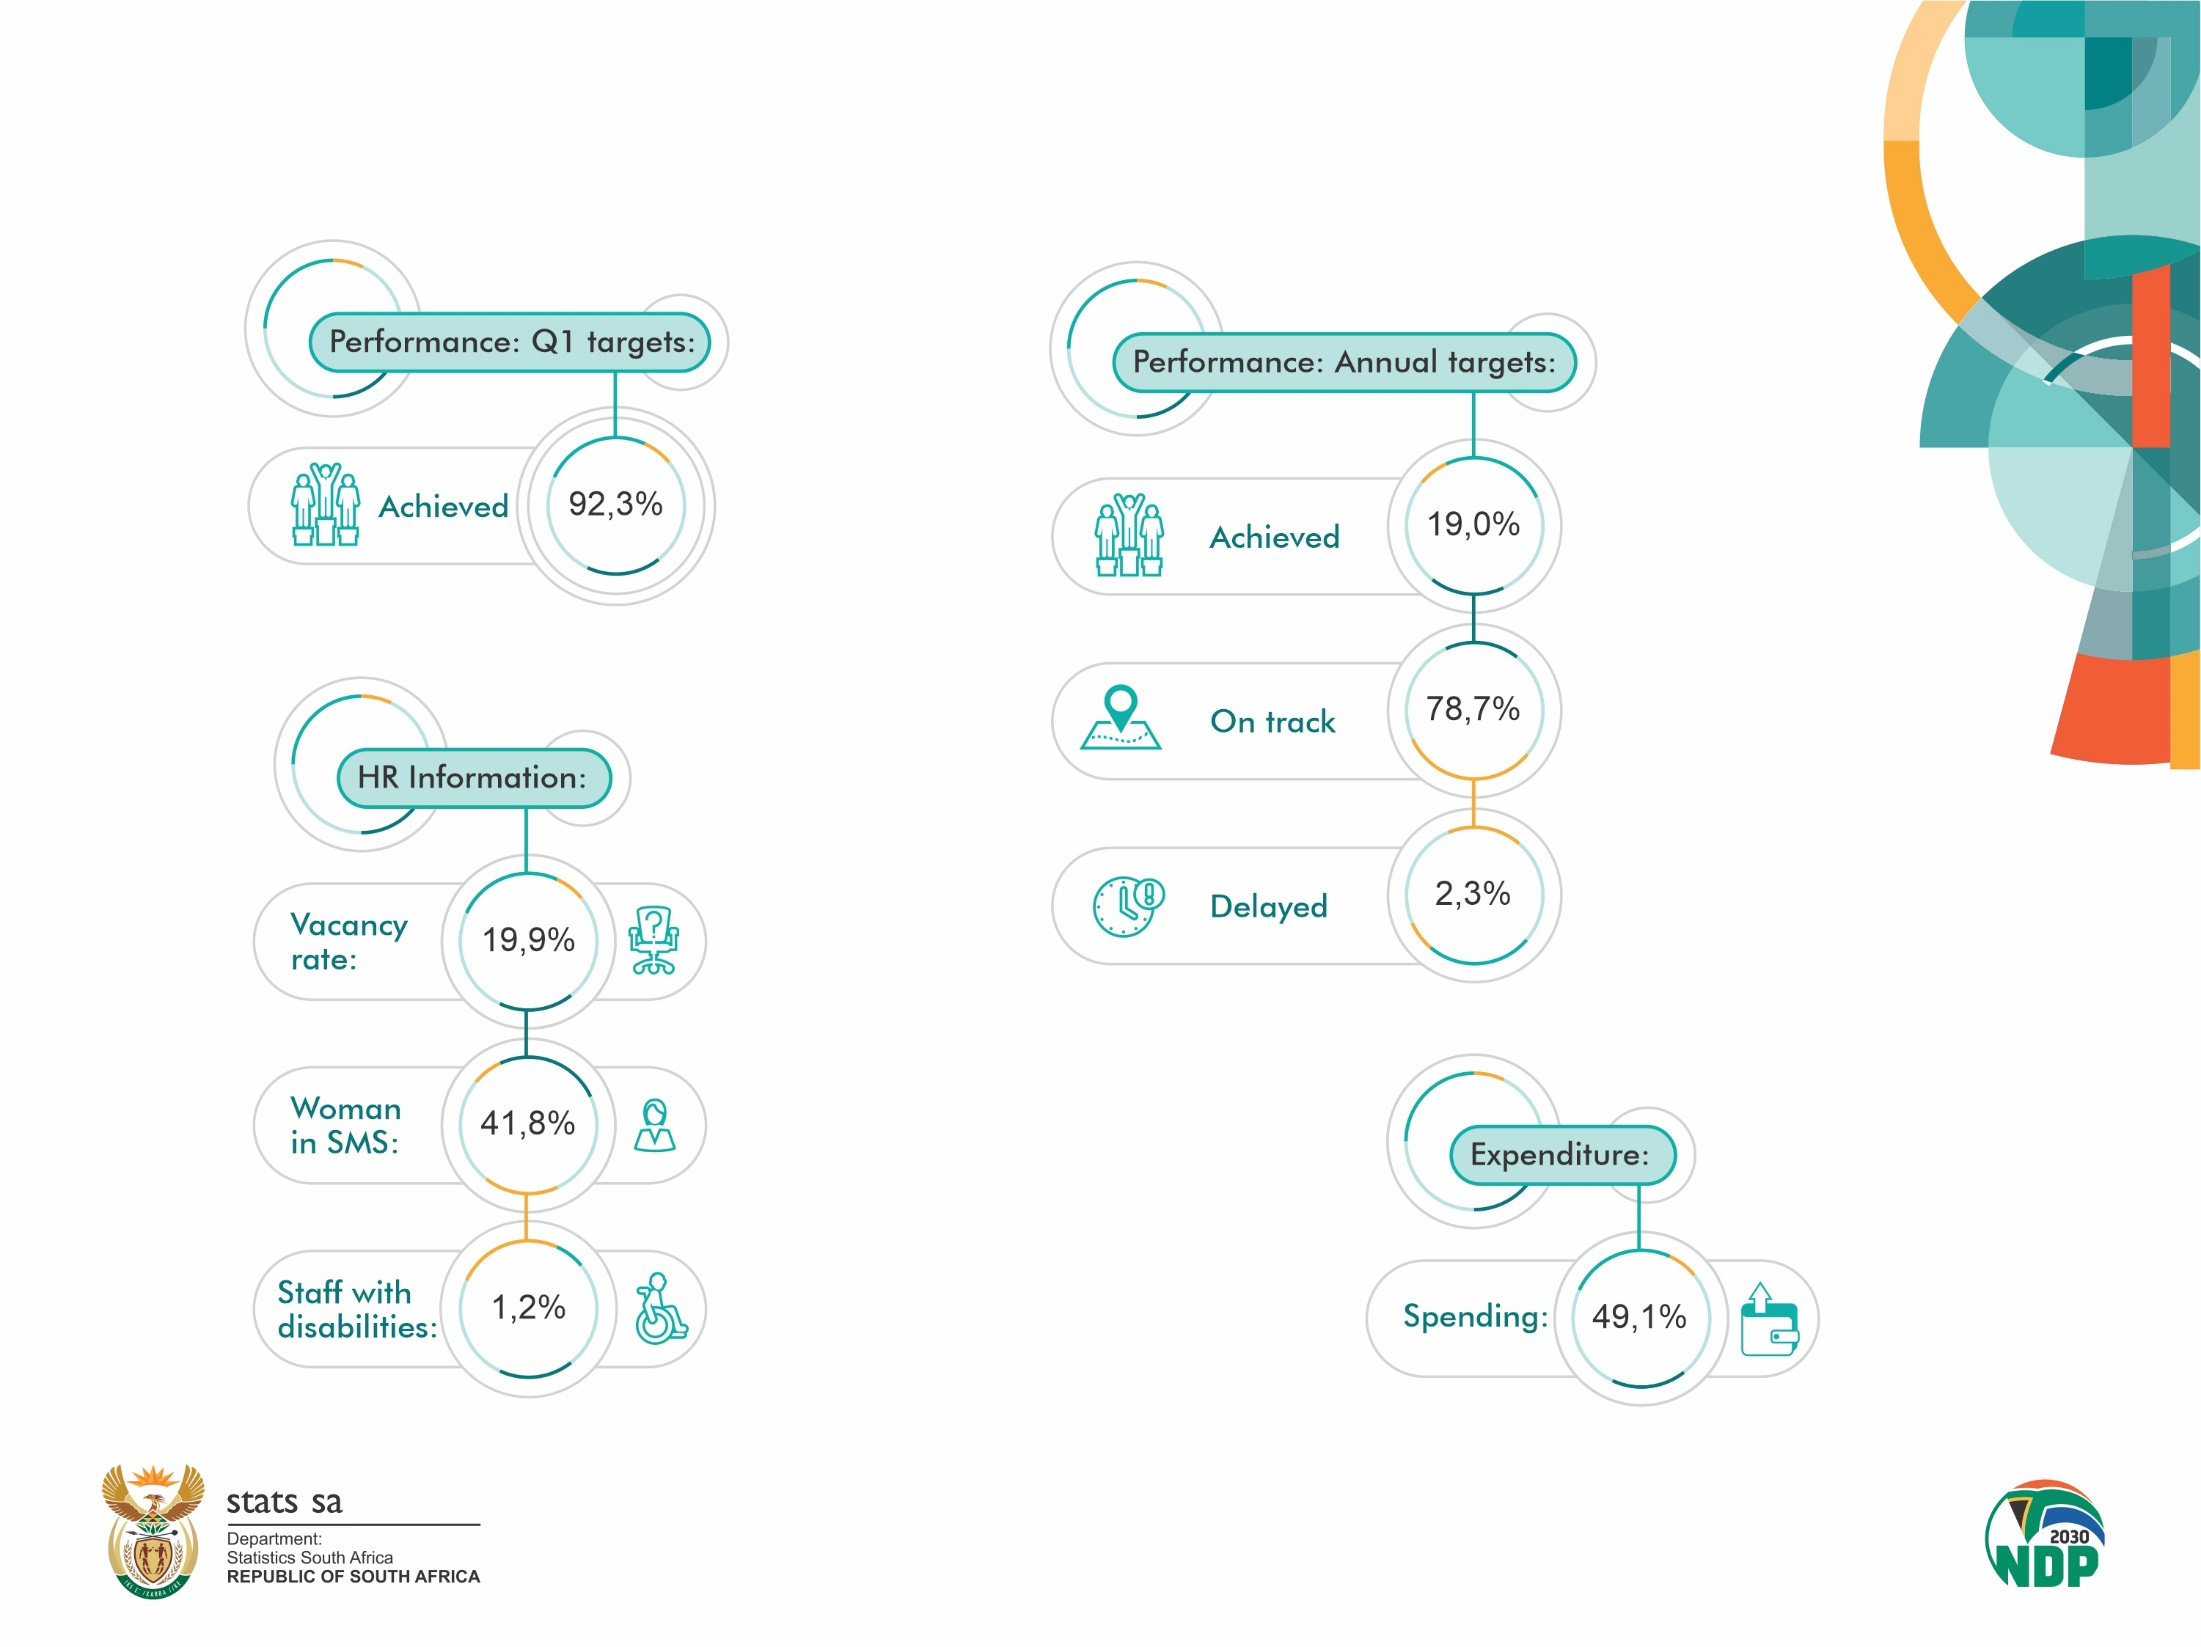 Performance: Q1 targets:
Achieved
92,3%
HR Information:
Vacancy
rate:
19,9%
?
Woman
in SMS:
41,8%
Staff with
disabilities:
1,2%
Performance: Annual targets:
Achieved
19,0%
On track
78,7%
Delayed
2,3%
Expenditure:
Spending:
49,1%
stats sa
Department:
Statistics South Africa
REPUBLIC OF SOUTH AFRICA
2030
NDP